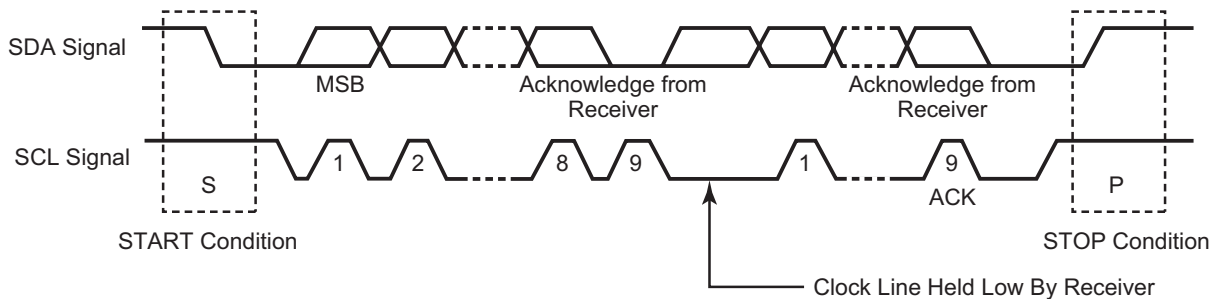 SDA Signal
MSB
Acknowledge from
Receiver
Acknowledge from
Receiver
SCL Signal
S
1
2
8
9
1
9
ACK
P
START Condition
STOP Condition
Clock Line Held Low By Receiver